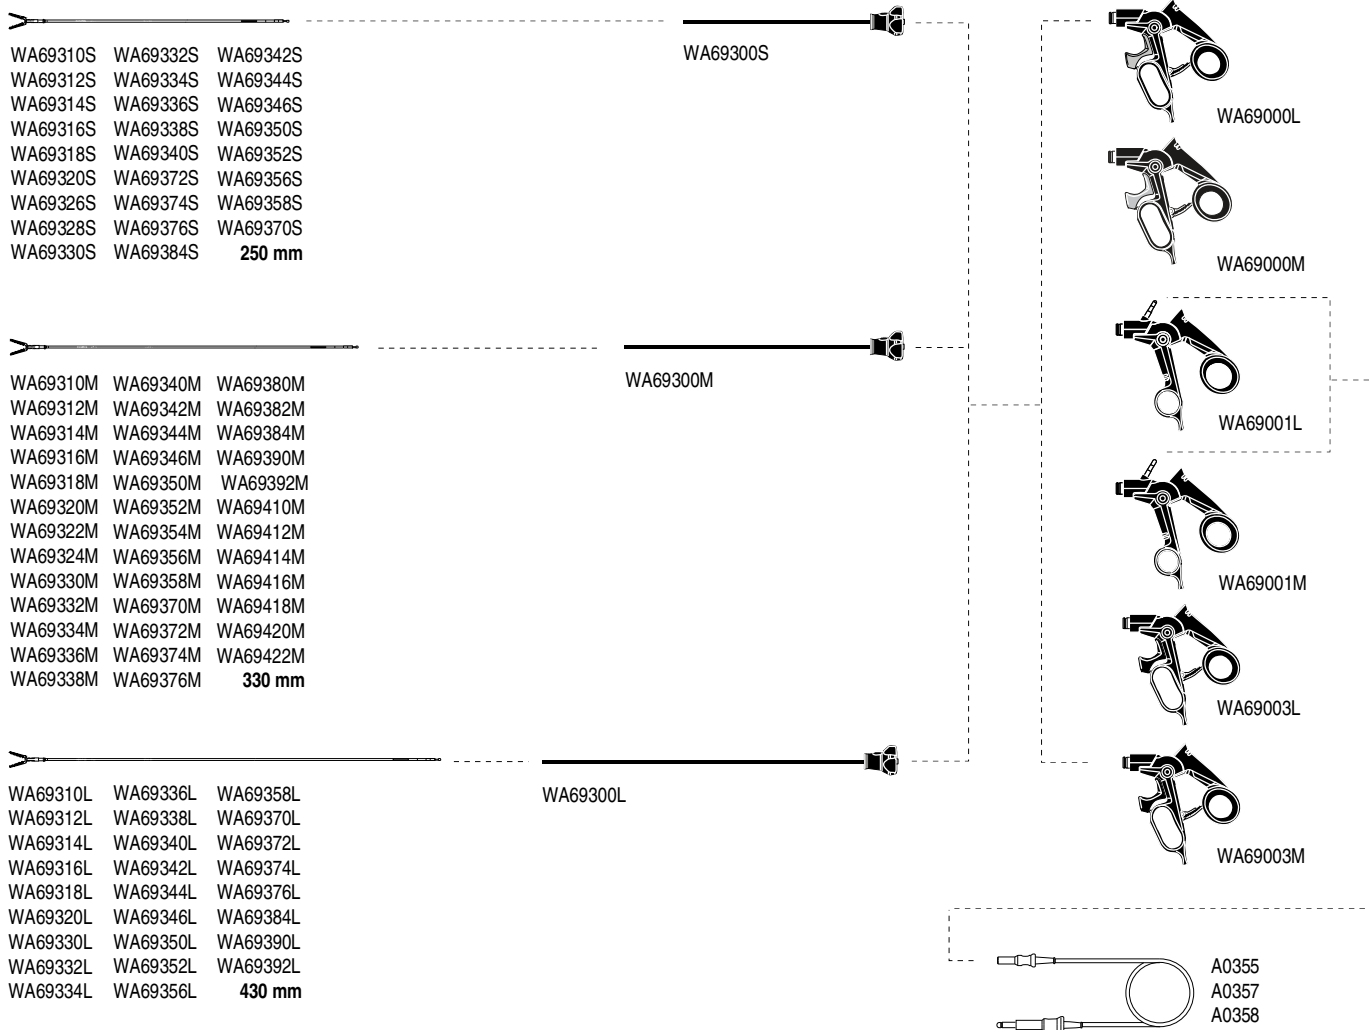 WA69310S WA69332S WA69342S
WA69312S WA69334S WA69344S
WA69314S WA69336S WA69346S
WA69316S WA69338S WA69350S
WA69318S WA69340S WA69352S
WA69320S WA69372S WA69356S
WA69326S WA69374S WA69358S
WA69328S WA69376S WA69370S
WA69330S WA69384S 250 mm
WA69300S
WA69310M WA69340M WA69380M
WA69312M WA69342M WA69382M
WA69314M WA69344M WA69384M
WA69316M WA69346M WA69390M
WA69318M WA69350M WA69392M
WA69320M WA69352M WA69410M
WA69322M WA69354M WA69412M
WA69324M WA69356M WA69414M
WA69330M WA69358M WA69416M
WA69332M WA69370M WA69418M
WA69334M WA69372M WA69420M
WA69336M WA69374M WA69422M
WA69338M WA69376M 330 mm
WA69300M
WA69310L WA69336L WA69358L
WA69312L WA69338L WA69370L
WA69314L WA69340L WA69372L
WA69316L WA69342L WA69374L
WA69318L WA69344L WA69376L
WA69320L WA69346L WA69384L
WA69330L WA69350L WA69390L
WA69332L WA69352L WA69392L
WA69334L WA69356L 430 mm
WA69300L
WA69000L
WA69000M
WA69001L
WA69001M
WA69003L
WA69003M
A0355
A0357
A0358